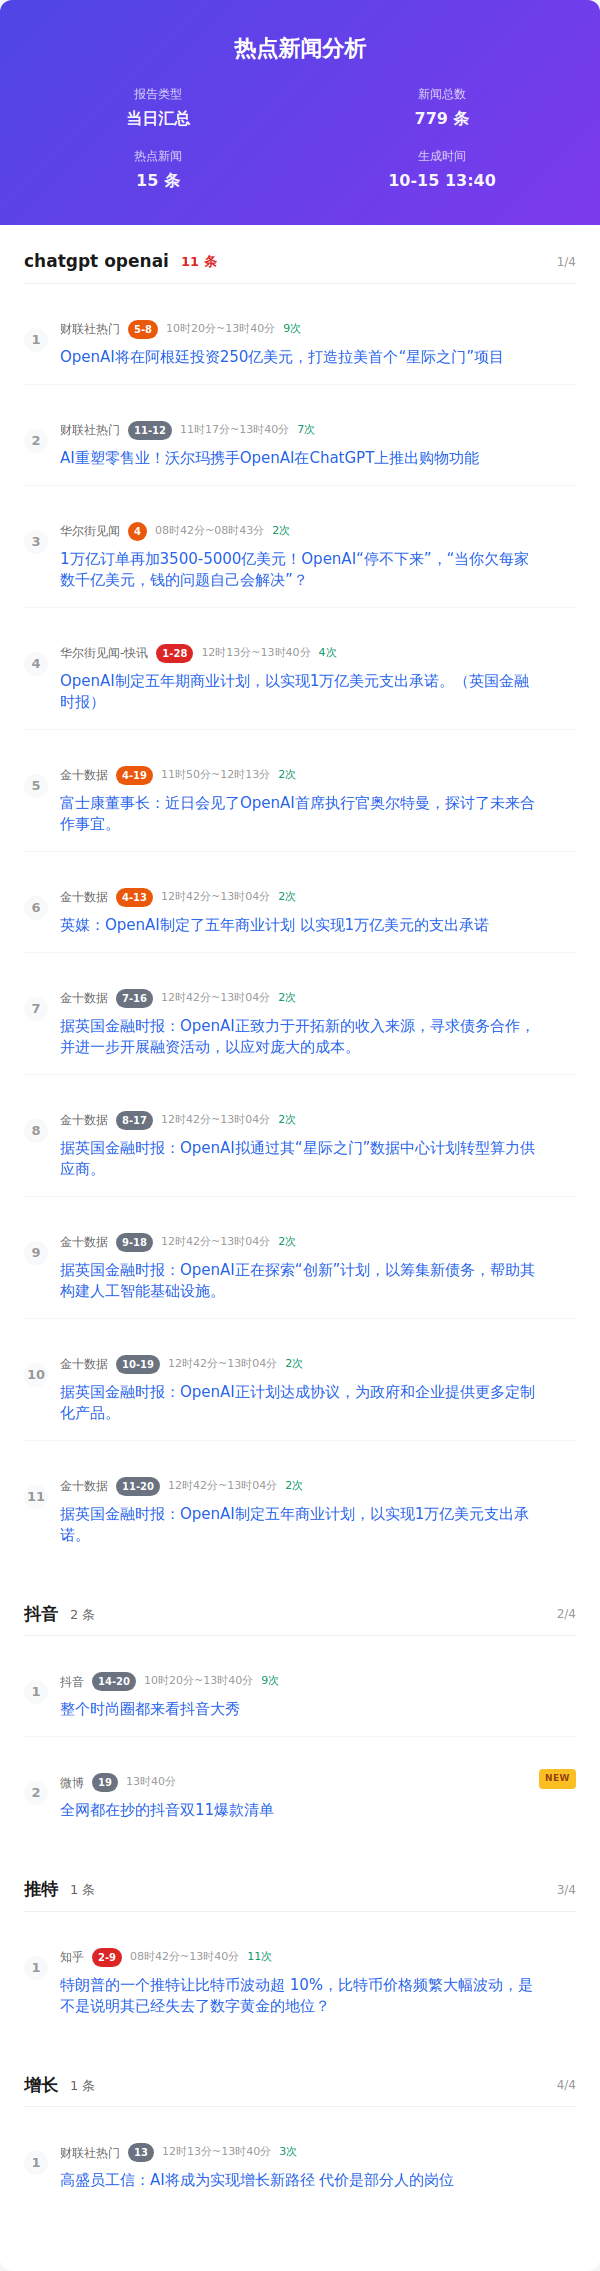 热点新闻分析
报告类型
新闻总数
当日汇总
779 条
热点新闻
生成时间
15 条
10-15 13:40
chatgpt openai 11 条 1/4
1 财联社热门 5-8 10时20分~13时40分 9次
OpenAI将在阿根廷投资250亿美元，打造拉美首个“星际之门”项目
2 财联社热门 11-12 11时17分~13时40分 7次
AI重塑零售业！沃尔玛携手OpenAI在ChatGPT上推出购物功能
3 华尔街见闻 4 08时42分~08时43分 2次
1万亿订单再加3500-5000亿美元！OpenAI“停不下来”，“当你欠每家
数千亿美元，钱的问题自己会解决”？
4 华尔街见闻-快讯 1-28 12时13分~13时40分 4次
OpenAI制定五年期商业计划，以实现1万亿美元支出承诺。（英国金融
时报）
5 金十数据 4-19 11时50分~12时13分 2次
富士康董事长：近日会见了OpenAI首席执行官奥尔特曼，探讨了未来合
作事宜。
6 金十数据 4-13 12时42分~13时04分 2次
英媒：OpenAI制定了五年商业计划 以实现1万亿美元的支出承诺
7 金十数据 7-16 12时42分~13时04分 2次
据英国金融时报：OpenAI正致力于开拓新的收入来源，寻求债务合作，
并进一步开展融资活动，以应对庞大的成本。
8 金十数据 8-17 12时42分~13时04分 2次
据英国金融时报：OpenAI拟通过其“星际之门”数据中心计划转型算力供
应商。
9 金十数据 9-18 12时42分~13时04分 2次
据英国金融时报：OpenAI正在探索“创新”计划，以筹集新债务，帮助其
构建人工智能基础设施。
10 金十数据 10-19 12时42分~13时04分 2次
据英国金融时报：OpenAI正计划达成协议，为政府和企业提供更多定制
化产品。
11 金十数据 11-20 12时42分~13时04分 2次
据英国金融时报：OpenAI制定五年商业计划，以实现1万亿美元支出承
诺。
抖音 2 条 2/4
1 抖音 14-20 10时20分~13时40分 9次
整个时尚圈都来看抖音大秀
2 微博 19 13时40分 NEW
全网都在抄的抖音双11爆款清单
推特 1 条 3/4
1 知乎 2-9 08时42分~13时40分 11次
特朗普的一个推特让比特币波动超 10%，比特币价格频繁大幅波动，是
不是说明其已经失去了数字黄金的地位？
增长 1 条 4/4
1 财联社热门 13 12时13分~13时40分 3次
高盛员工信：AI将成为实现增长新路径 代价是部分人的岗位